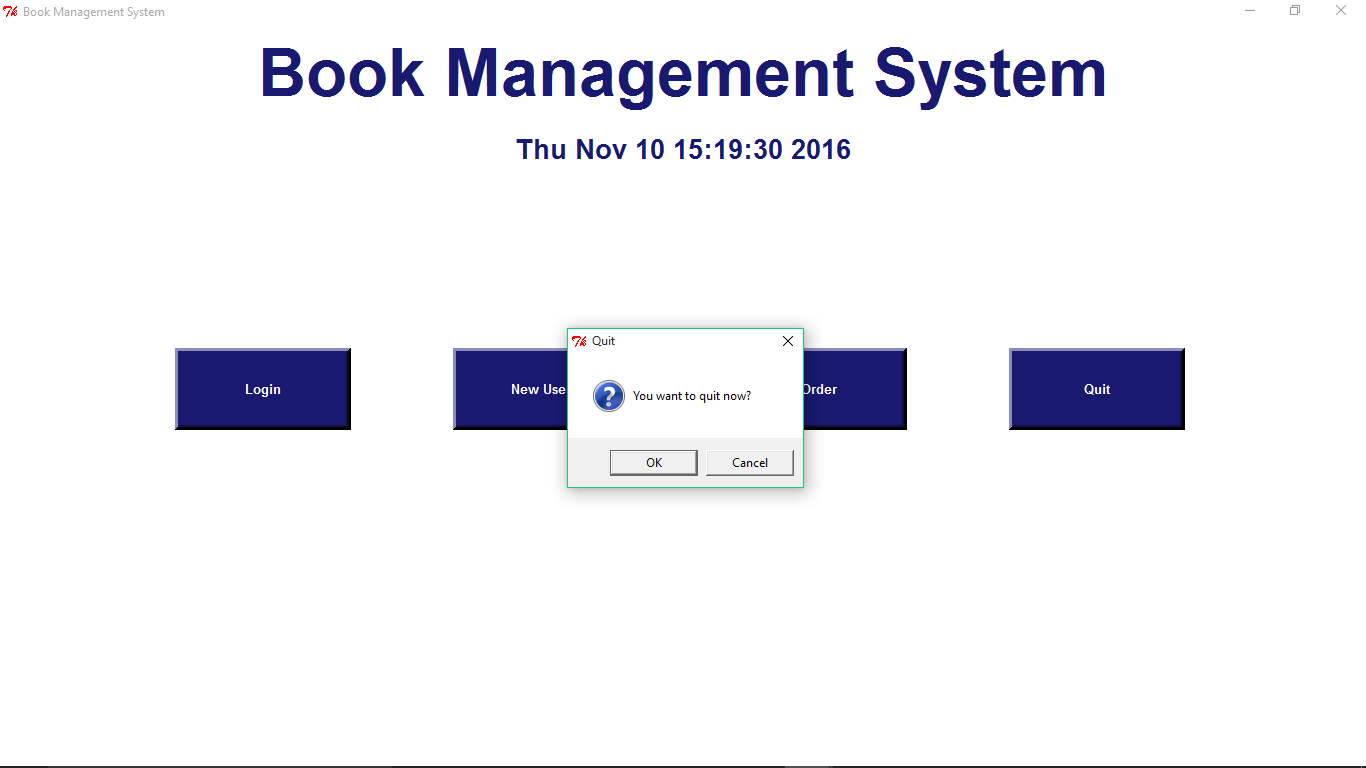 Book Management System
Book Management System
Thu Nov 10 15:19:30 2016
Quit
Login
New Use
Order
Quit
You want to quit now?
OK
Cancel